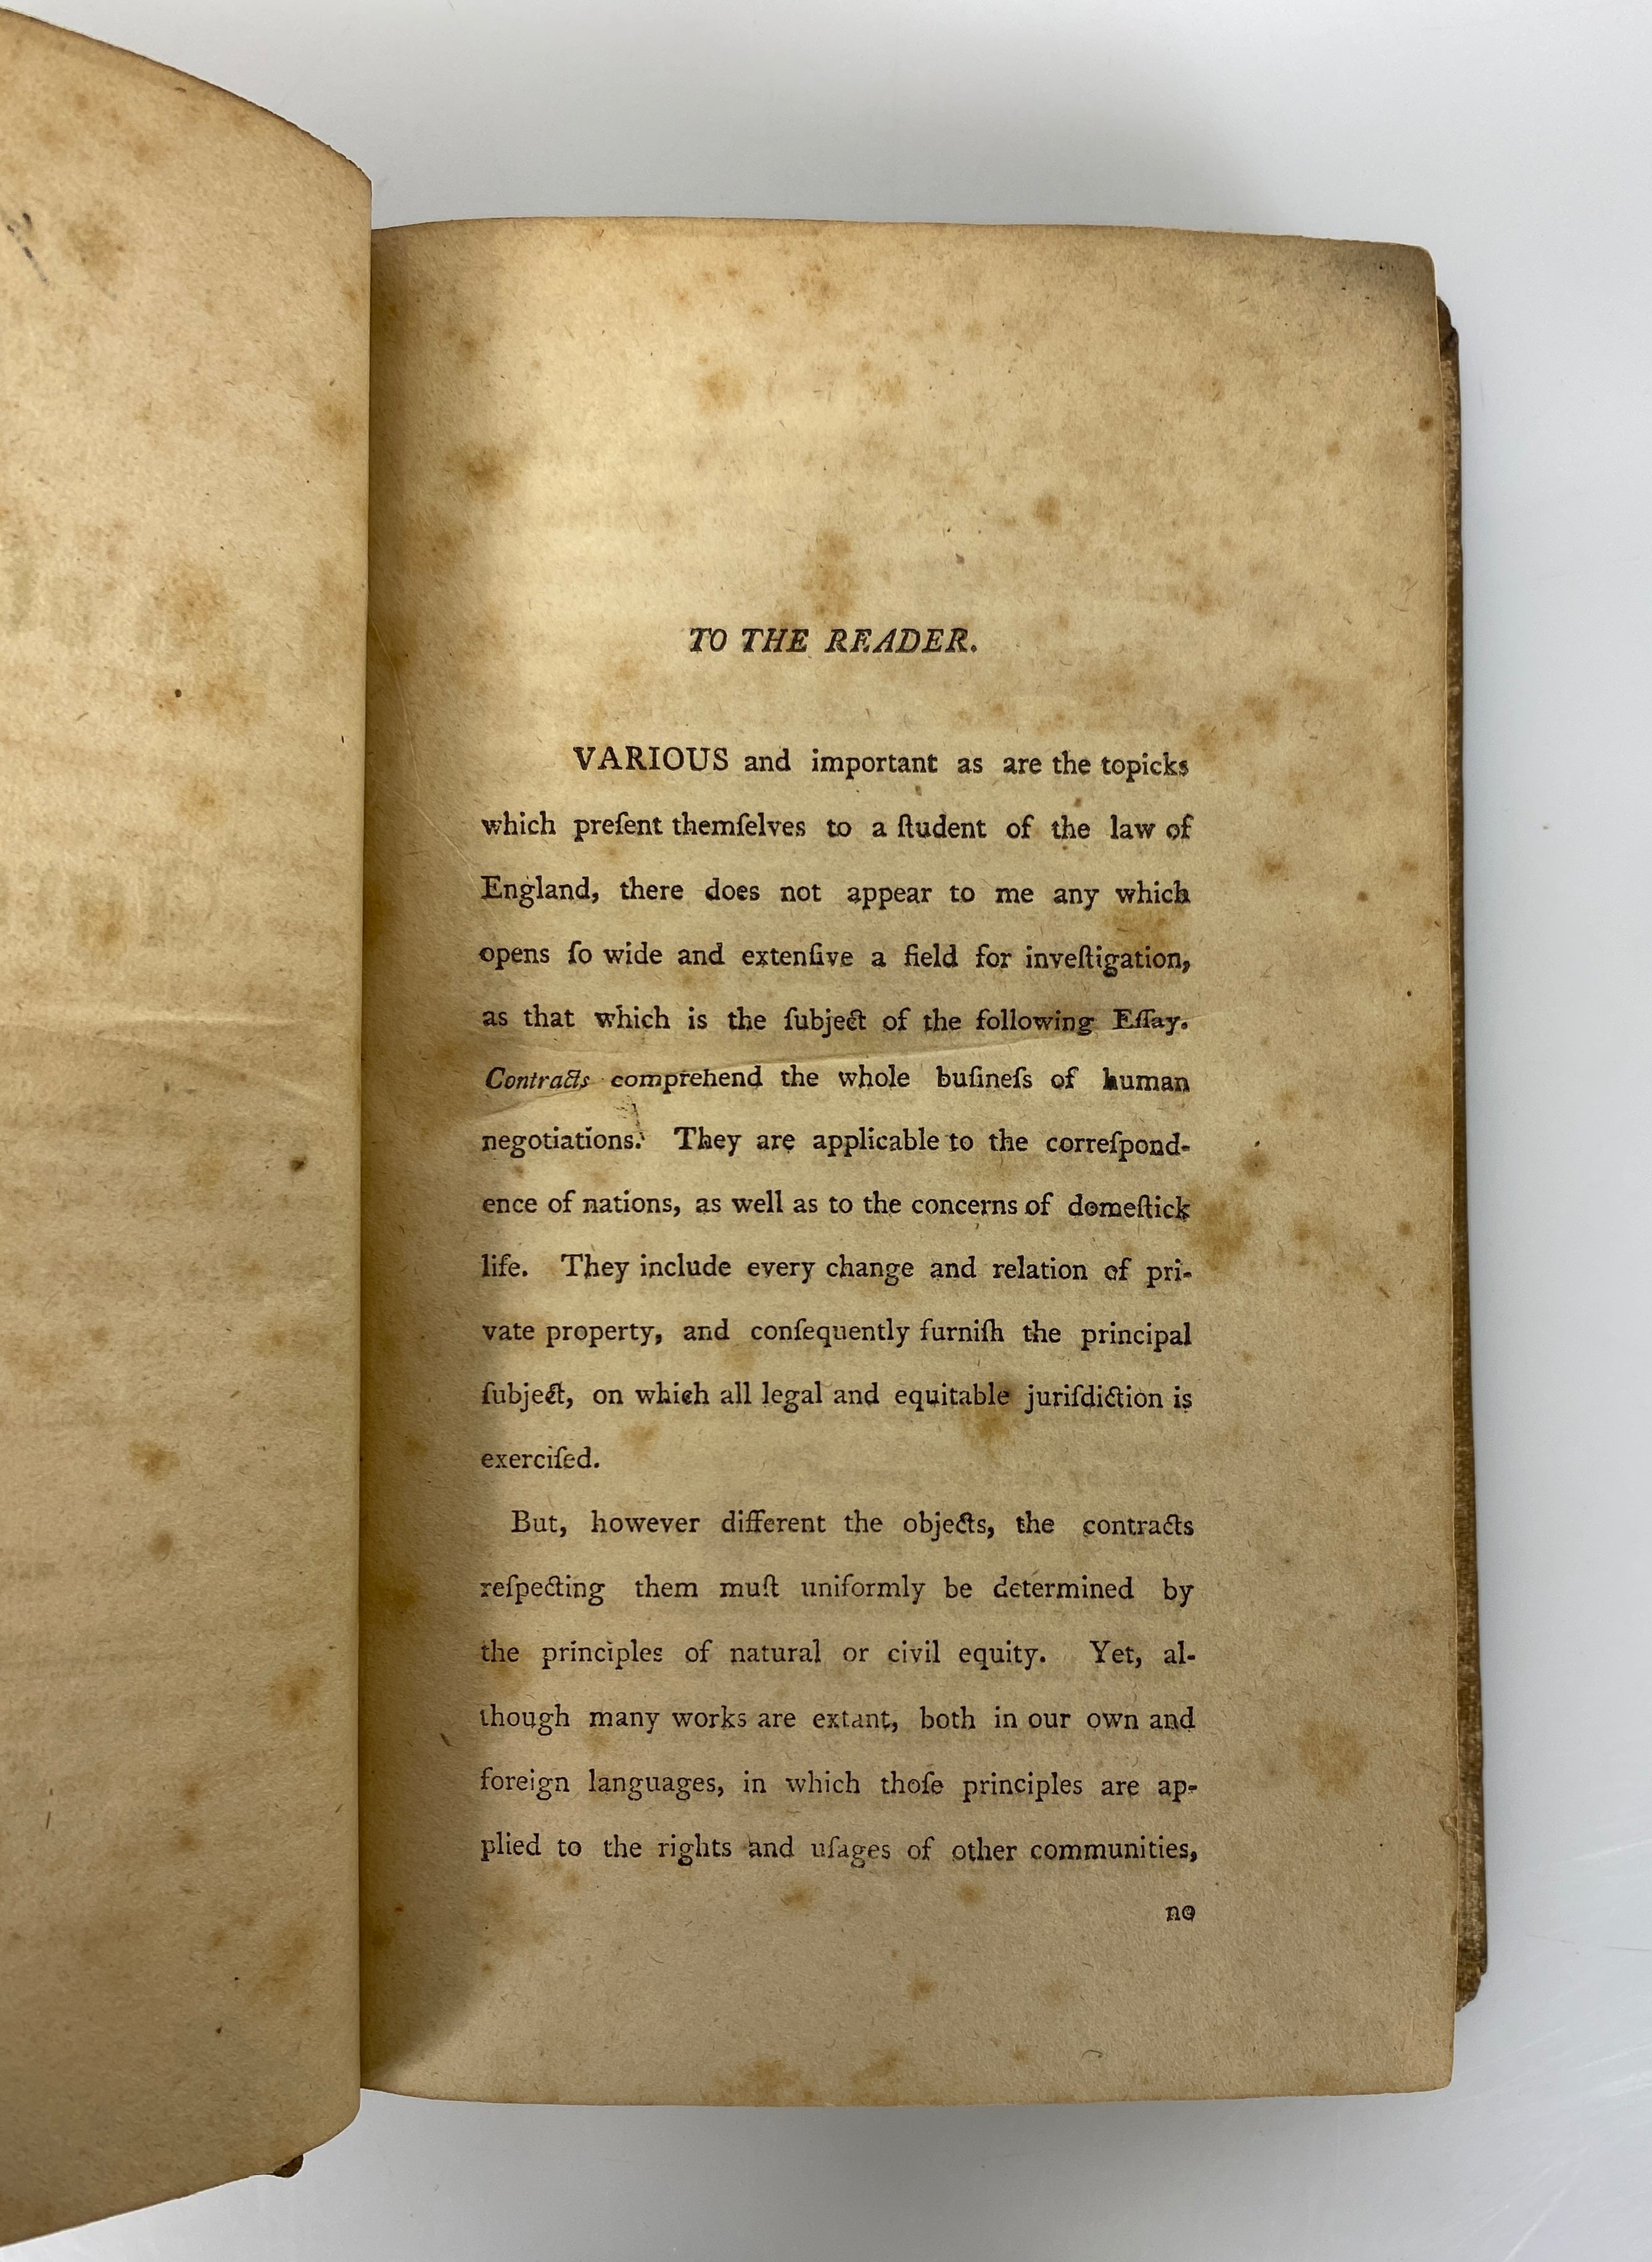 TO THE READER.
VARIOUS and important as are the topicks
which preſent themſelves to a ſtudent of the law of
England, there does not appear to me any which
opens ſo wide and extenſive a field for inveſtigation,
as that which is the ſubject of the following Eſſay.
Contracts comprehend the whole buſineſs of human
negotiations. They are applicable to the correſpond-
ence of nations, as well as to the concerns of domeſtick
life. They include every change and relation of pri-
vate property, and conſequently furniſh the principal
ſubject, on which all legal and equitable juriſdiction is
exerciſed.
But, however different the objects, the contracts
reſpecting them muſt uniformly be determined by
the principles of natural or civil equity. Yet, al-
though many works are extant, both in our own and
foreign languages, in which thoſe principles are ap-
plied to the rights and uſages of other communities,
no